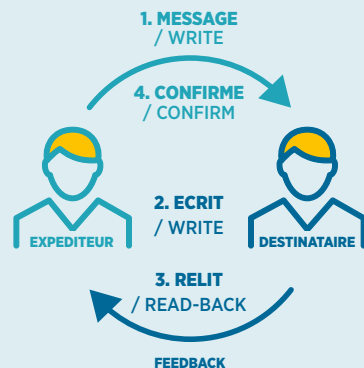 1. MESSAGE
/ WRITE
4. CONFIRME
/ CONFIRM
EXPEDITEUR
2. ECRIT
/ WRITE
DESTINATAIRE
3. RELIT
/ READ-BACK
FEEDBACK